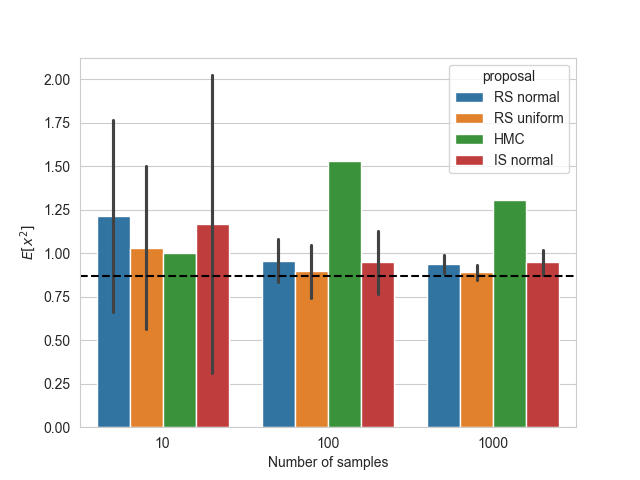 2.00
1.75
1.50
1.25
1.00
0.75
0.50
0.25
0.00
E[x²]
proposal
RS normal
RS uniform
HMC
IS normal
10 100 1000
Number of samples